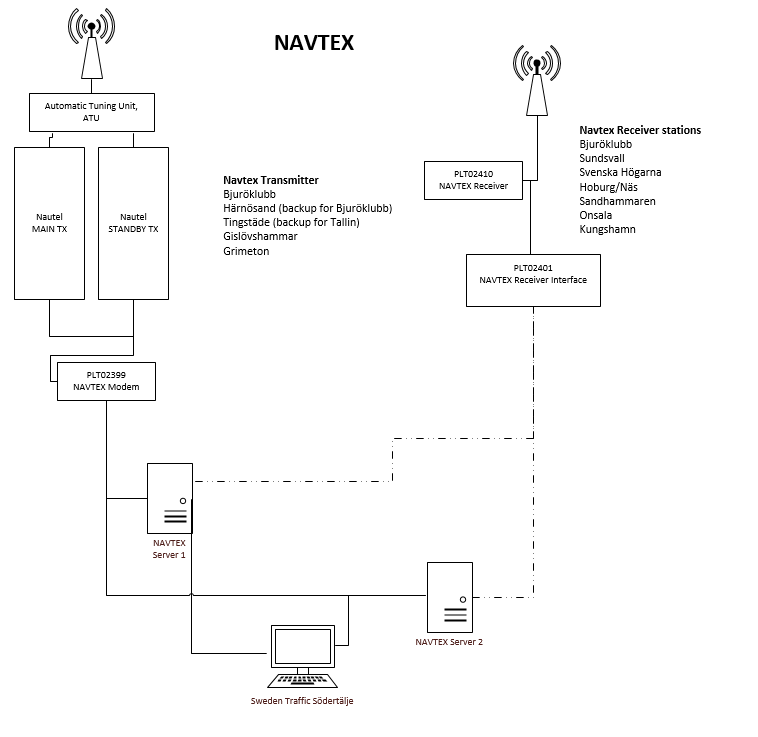 NAVTEX
Automatic Tuning Unit,
ATU
Nautel
MAIN TX
Nautel
STANDBY TX
Navtex Transmitter
Bjuröklubb
Härnösand (backup for Bjuröklubb)
Tingstäde (backup for Tallin)
Gislövshammar
Grimeton
PLT02410
NAVTEX Receiver
Navtex Receiver stations
Bjuröklubb
Sundsvall
Svenska Högarna
Hoburg/Näs
Sandhammaren
Onsala
Kungshamn
PLT02401
NAVTEX Receiver Interface
PLT02399
NAVTEX Modem
NAVTEX
Server 1
NAVTEX Server 2
Sweden Traffic Södertälje